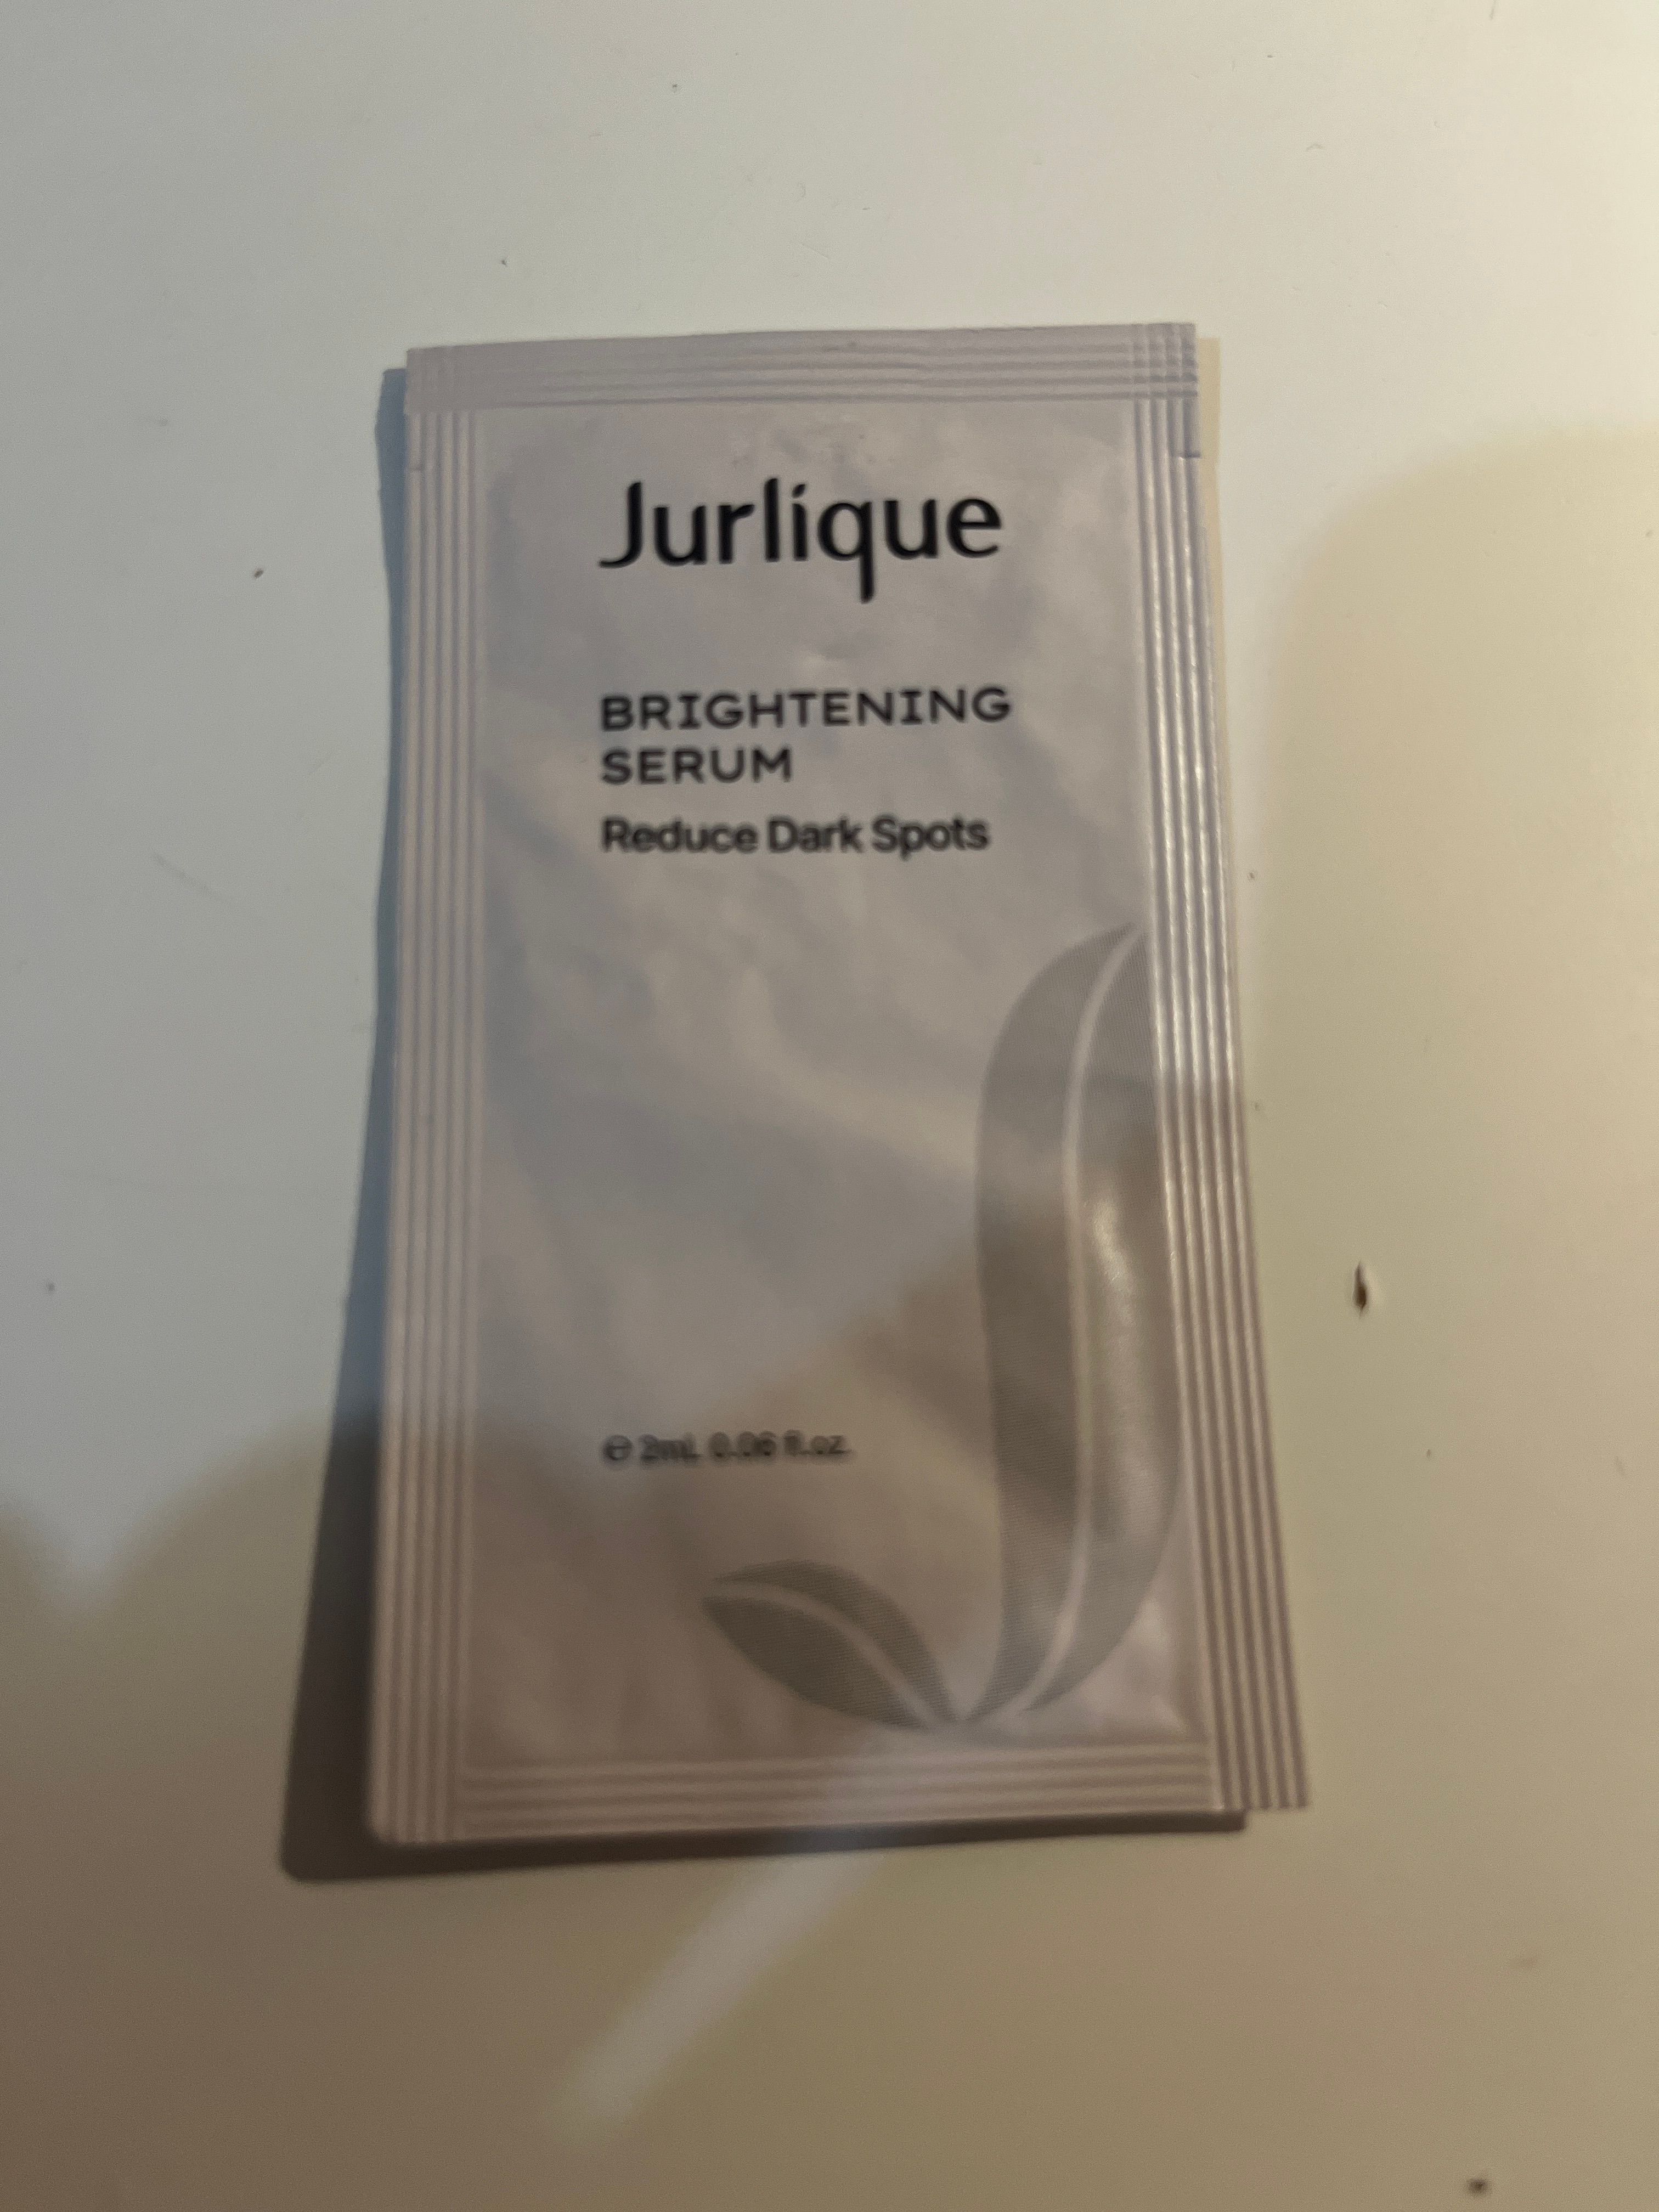 Jurlique
BRIGHTENING
SERUM
Reduce Dark Spots
℮ 2mL 0.06 fl.oz.